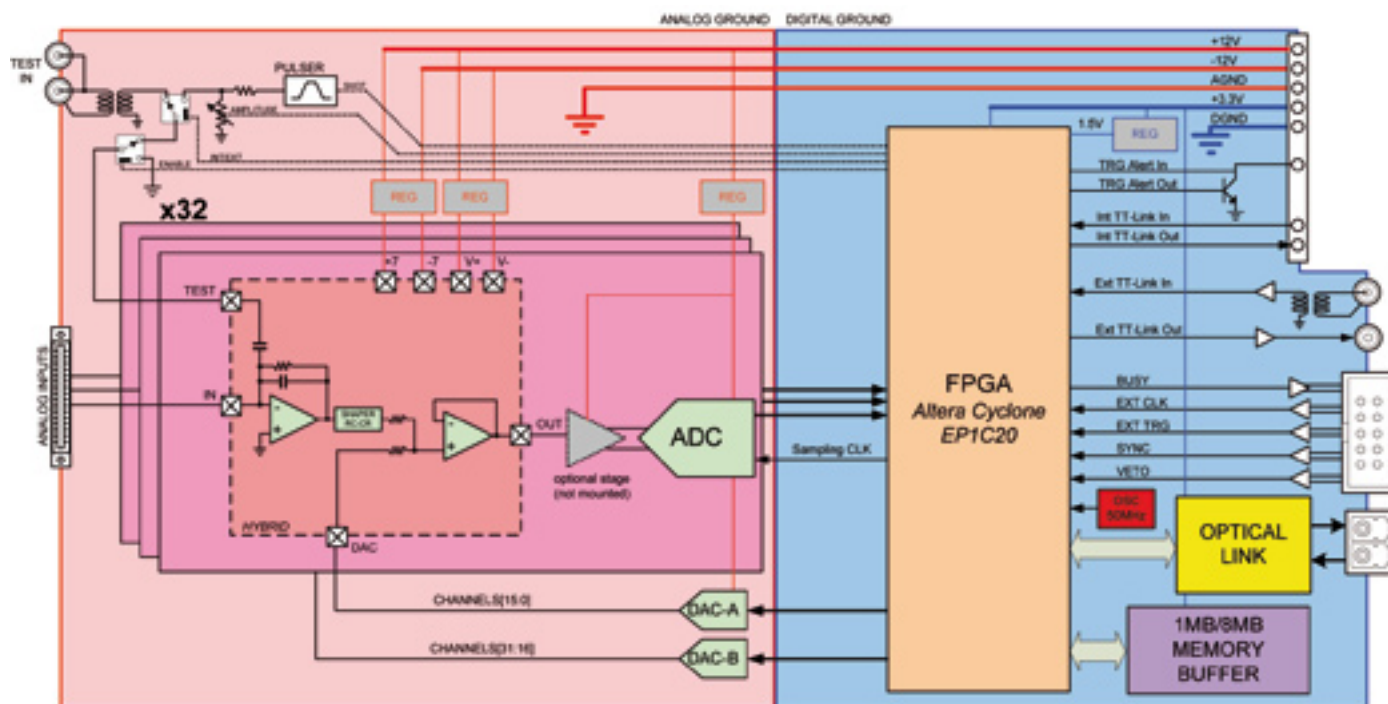 ANALOG GROUND
DIGITAL GROUND
TEST
IN
PULSER
SHOT
AMPLITUDE
INT/EXT
ENABLE
+12V
-12V
AGND
+3.3V
DGND
REG
TRG Alert In
TRG Alert Out
Int TT-Link In
Int TT-Link Out
Ext TT-Link In
Ext TT-Link Out
BUSY
EXT CLK
EXT TRG
SYNC
VETO
REG
REG
REG
x32
+7
-7
V+
V-
TEST
ANALOG INPUTS
IN
SHAPER
RC-CR
OUT
optional stage
(not mounted)
HYBRID
DAC
ADC
Sampling CLK
FPGA
Altera Cyclone
EP1C20
OSC
50MHz
OPTICAL
LINK
CHANNELS[15:0]
DAC-A
CHANNELS[31:16]
DAC-B
1MB/8MB
MEMORY
BUFFER